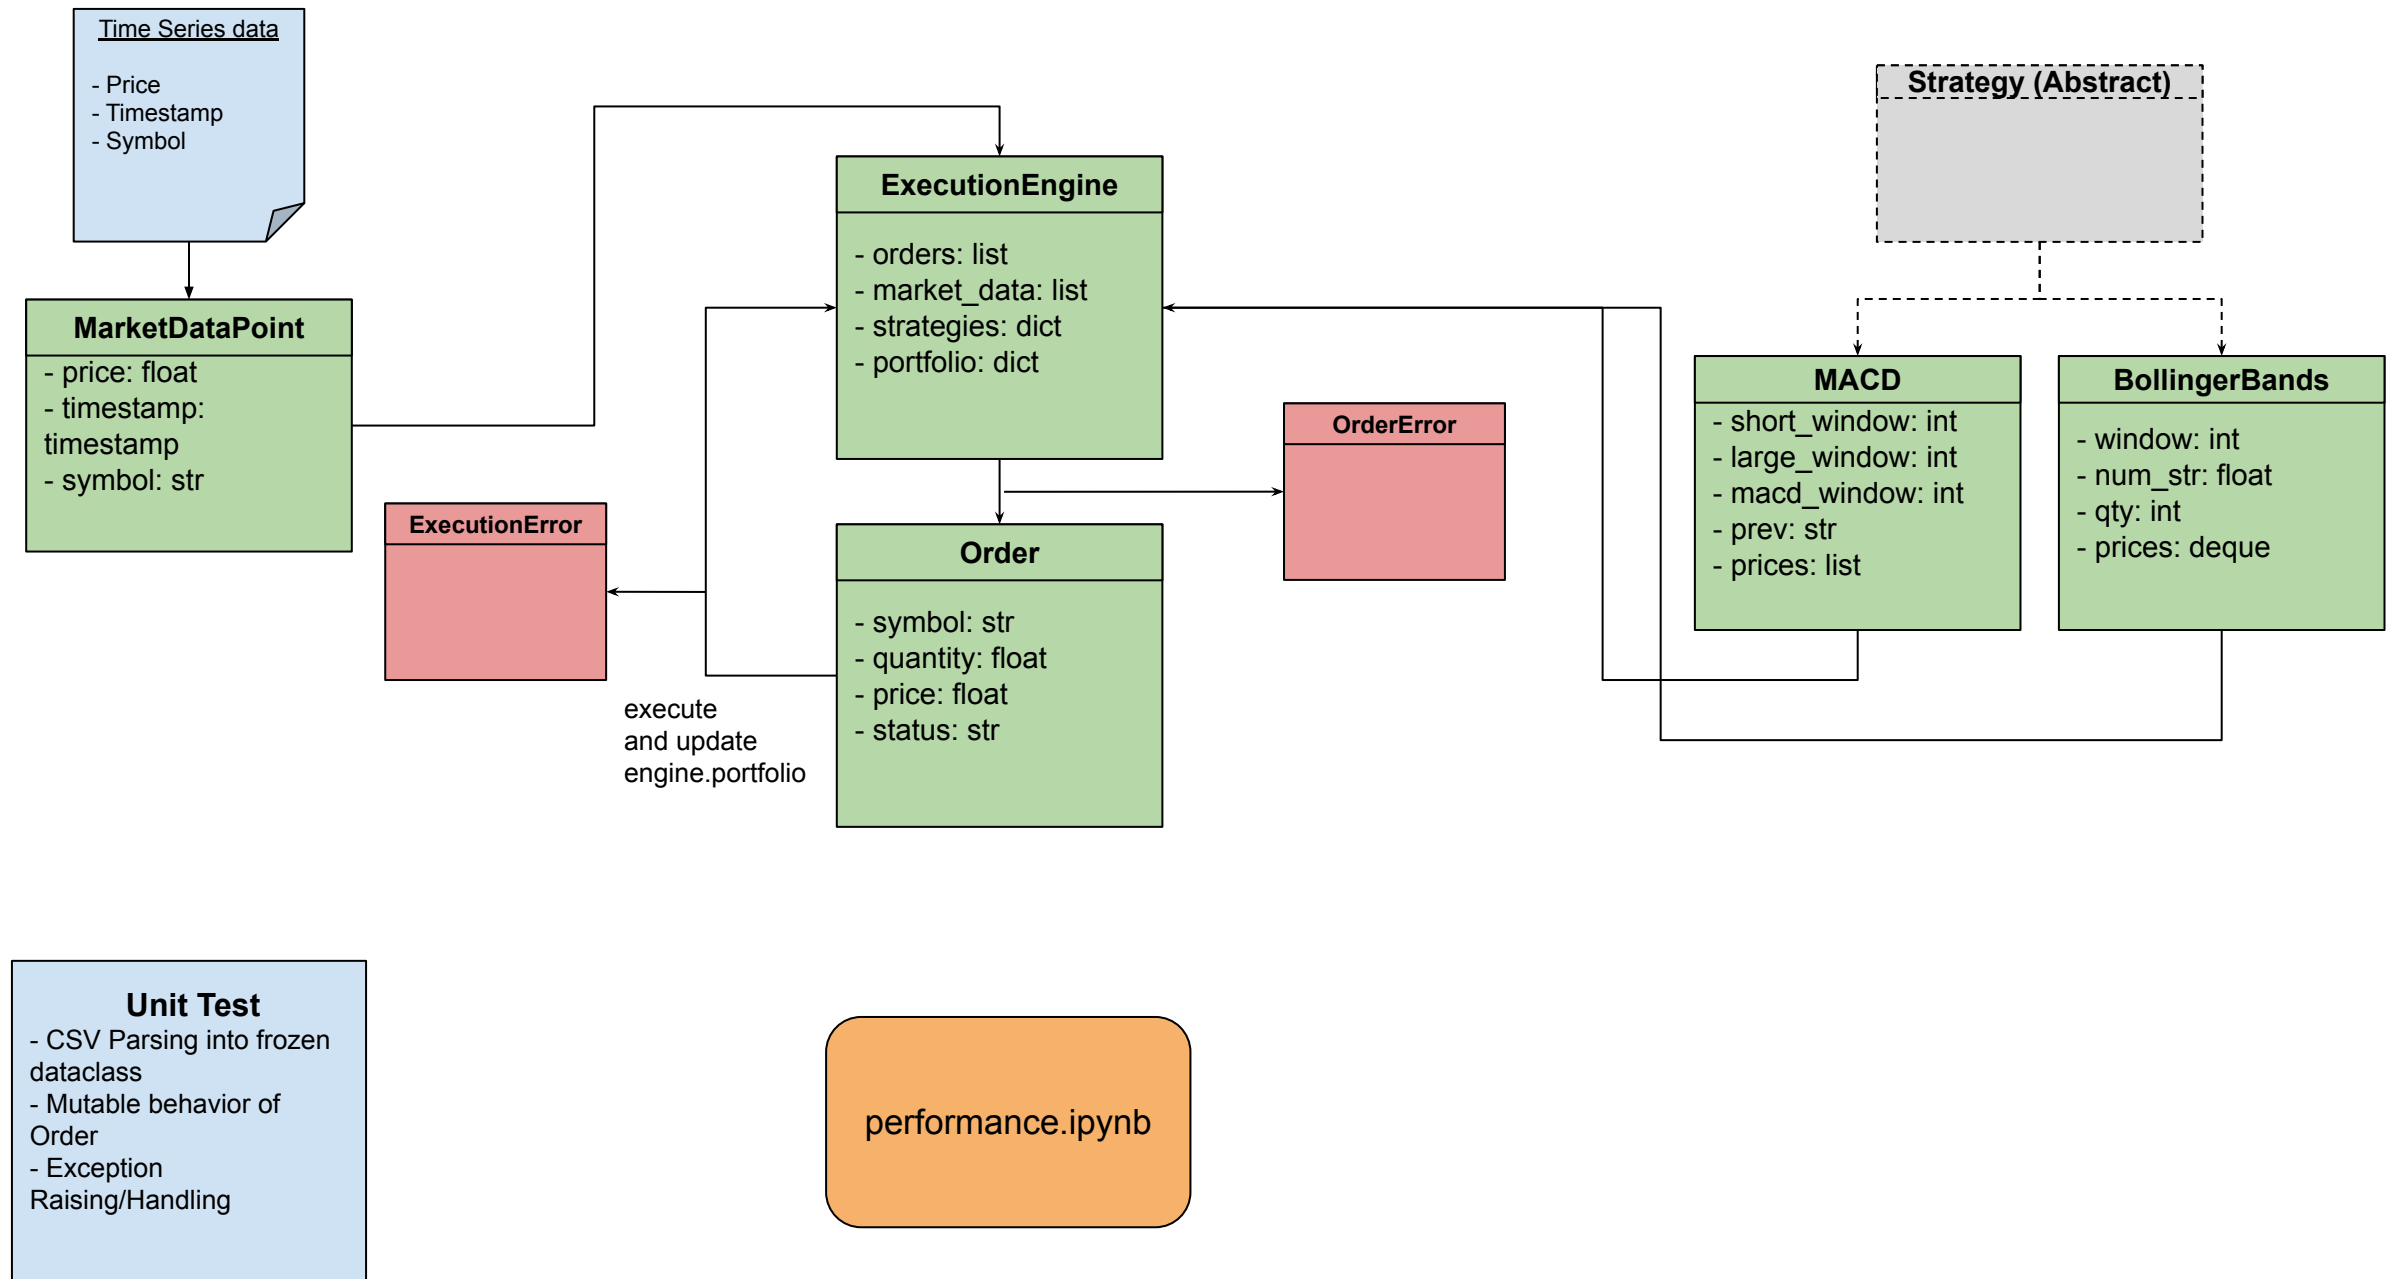 Time Series data
- Price
- Timestamp
- Symbol
MarketDataPoint
- price: float
- timestamp:
timestamp
- symbol: str
ExecutionEngine
- orders: list
- market_data: list
- strategies: dict
- portfolio: dict
Strategy (Abstract)
MACD
- short_window: int
- large_window: int
- macd_window: int
- prev: str
- prices: list
BollingerBands
- window: int
- num_str: float
- qty: int
- prices: deque
OrderError
ExecutionError
Order
- symbol: str
- quantity: float
- price: float
- status: str
execute
and update
engine.portfolio
Unit Test
- CSV Parsing into frozen
dataclass
- Mutable behavior of
Order
- Exception
Raising/Handling
performance.ipynb